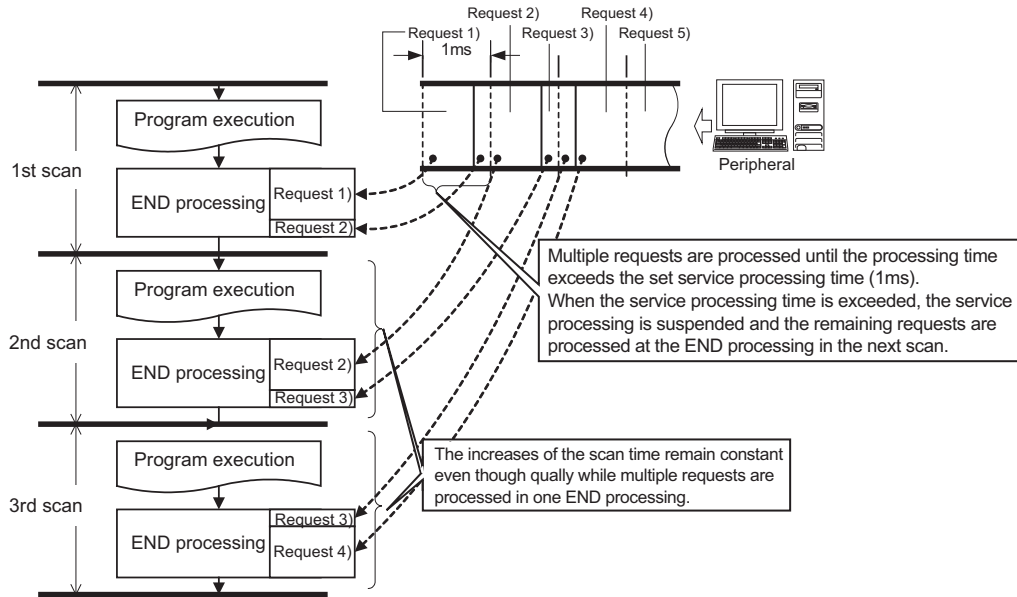 Request 2)
Request 4)
Request 1)
Request 3)
Request 5)
1ms
Peripheral
1st scan
Program execution
END processing
Request 1)
Request 2)
Multiple requests are processed until the processing time
exceeds the set service processing time (1ms).
When the service processing time is exceeded, the service
processing is suspended and the remaining requests are
processed at the END processing in the next scan.
2nd scan
Program execution
END processing
Request 2)
Request 3)
The increases of the scan time remain constant
even though qually while multiple requests are
processed in one END processing.
3rd scan
Program execution
END processing
Request 3)
Request 4)